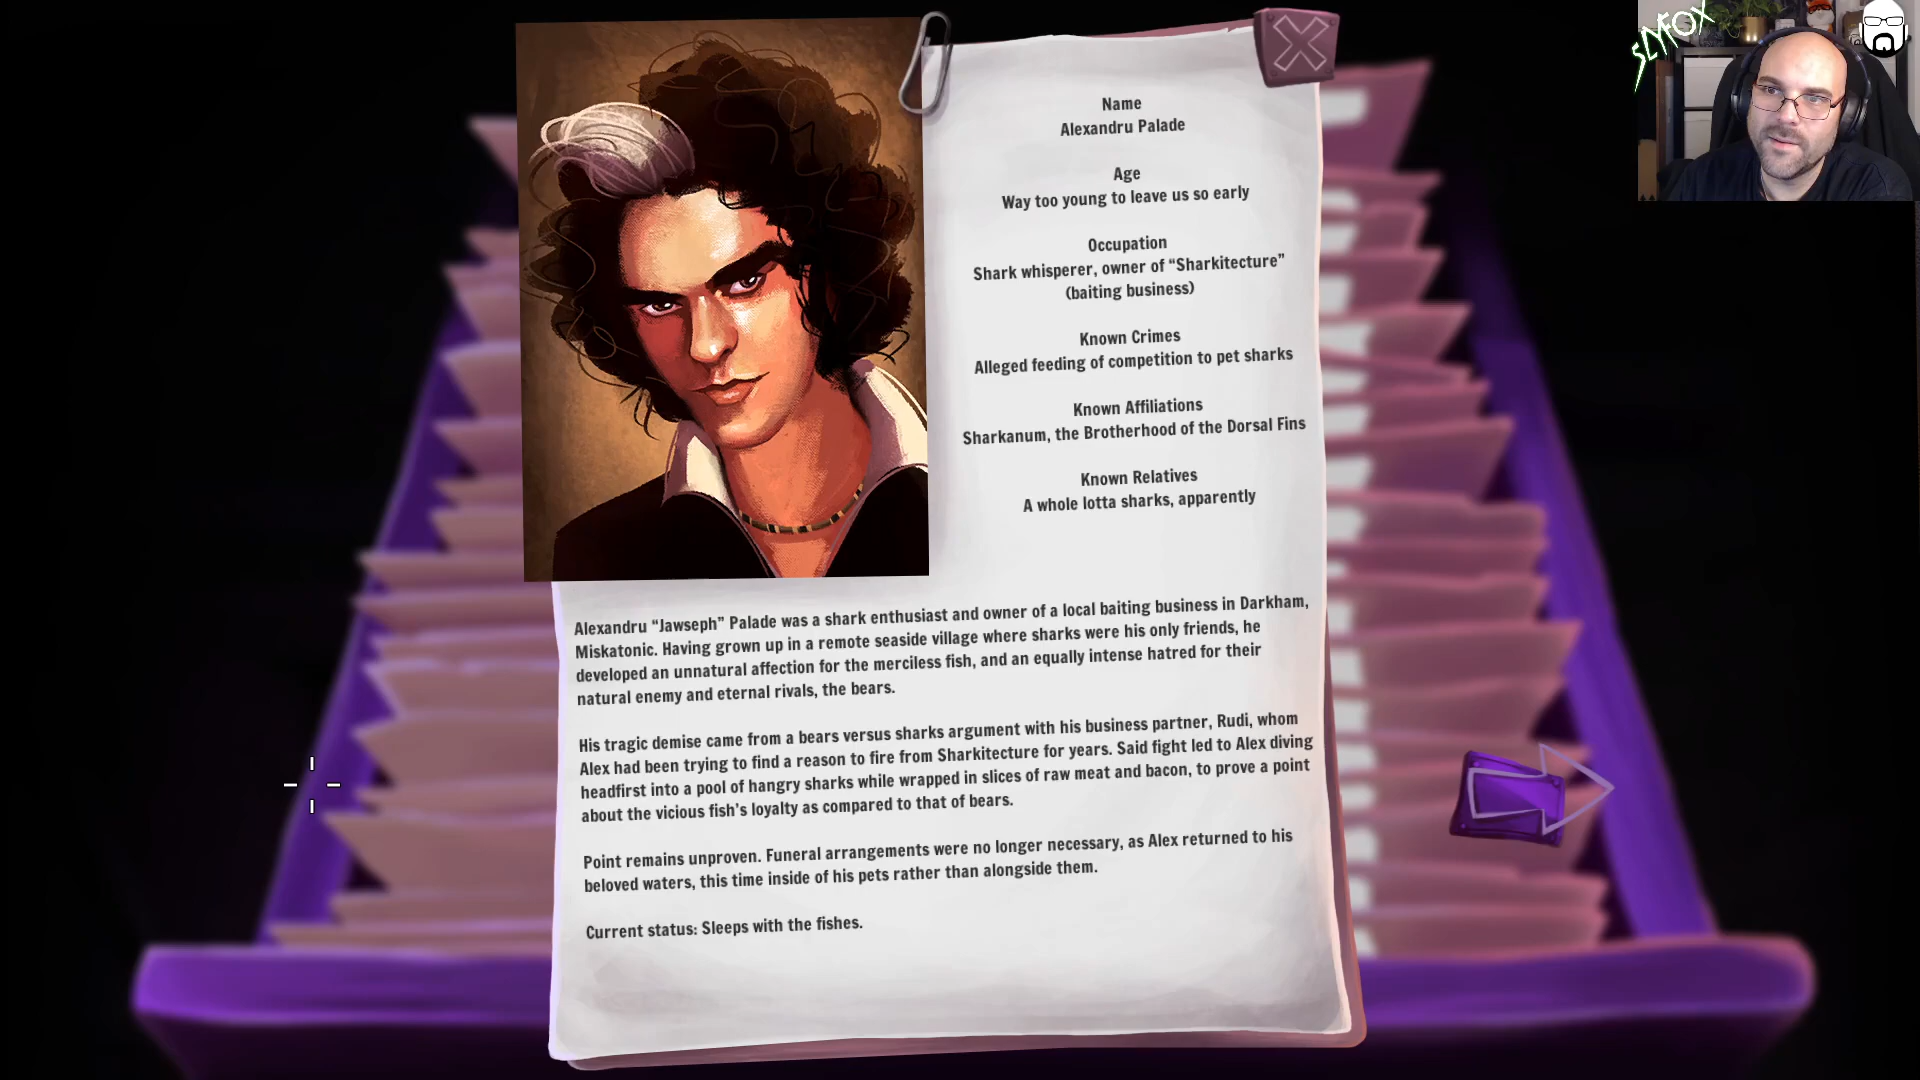 SLYFOX
Name
Alexandru Palade
Age
Way too young to leave us so early
Occupation
Shark whisperer, owner of “Sharkitecture”
(baiting business)
Known Crimes
Alleged feeding of competition to pet sharks
Known Affiliations
Sharkanum, the Brotherhood of the Dorsal Fins
Known Relatives
A whole lotta sharks, apparently
Alexandru “Jawseph” Palade was a shark enthusiast and owner of a local baiting business in Darkham,
Miskatonic. Having grown up in a remote seaside village where sharks were his only friends, he
developed an unnatural affection for the merciless fish, and an equally intense hatred for their
natural enemy and eternal rivals, the bears.
His tragic demise came from a bears versus sharks argument with his business partner, Rudi, whom
Alex had been trying to find a reason to fire from Sharkitecture for years. Said fight led to Alex diving
headfirst into a pool of hangry sharks while wrapped in slices of raw meat and bacon, to prove a point
about the vicious fish's loyalty as compared to that of bears.
Point remains unproven. Funeral arrangements were no longer necessary, as Alex returned to his
beloved waters, this time inside of his pets rather than alongside them.
Current status: Sleeps with the fishes.